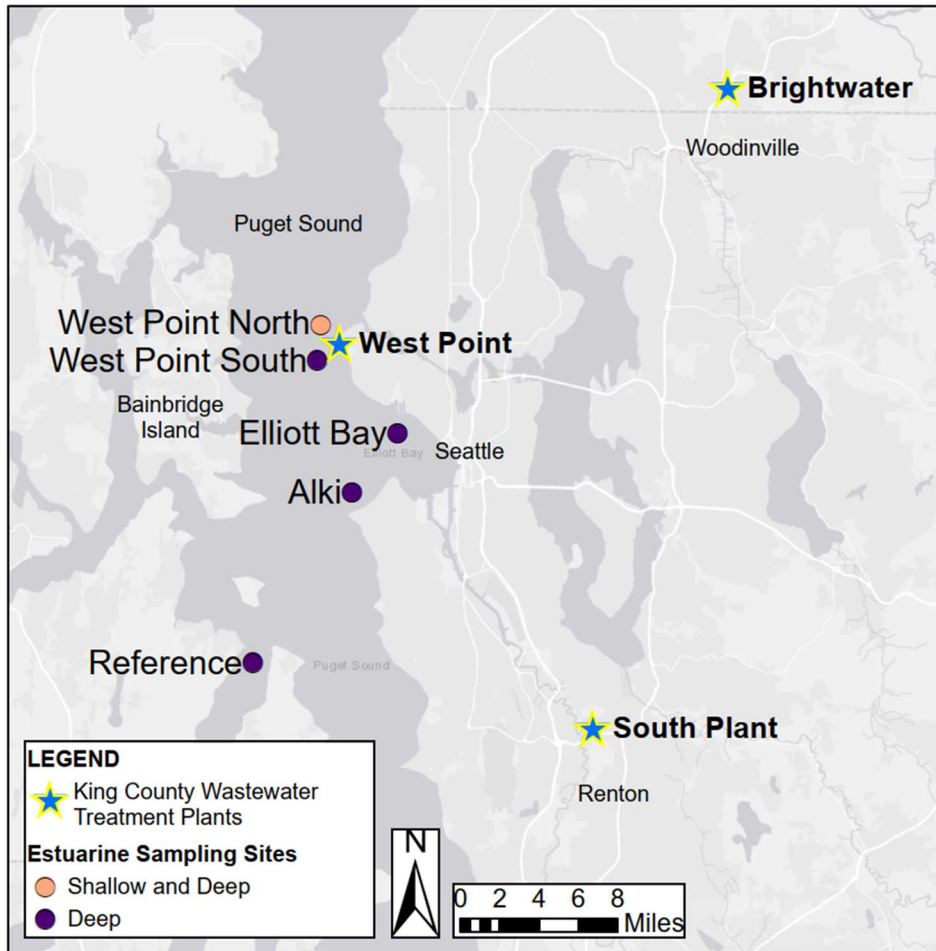 Brightwater
Woodinville
Puget Sound
West Point North
West Point
West Point South
Bainbridge
Island
Elliott Bay
Elliott Bay
Seattle
Alki
Reference
Puget Sound
South Plant
Renton
LEGEND
King County Wastewater
Treatment Plants
Estuarine Sampling Sites
Shallow and Deep
Deep
N
0 2 4 6 8
Miles